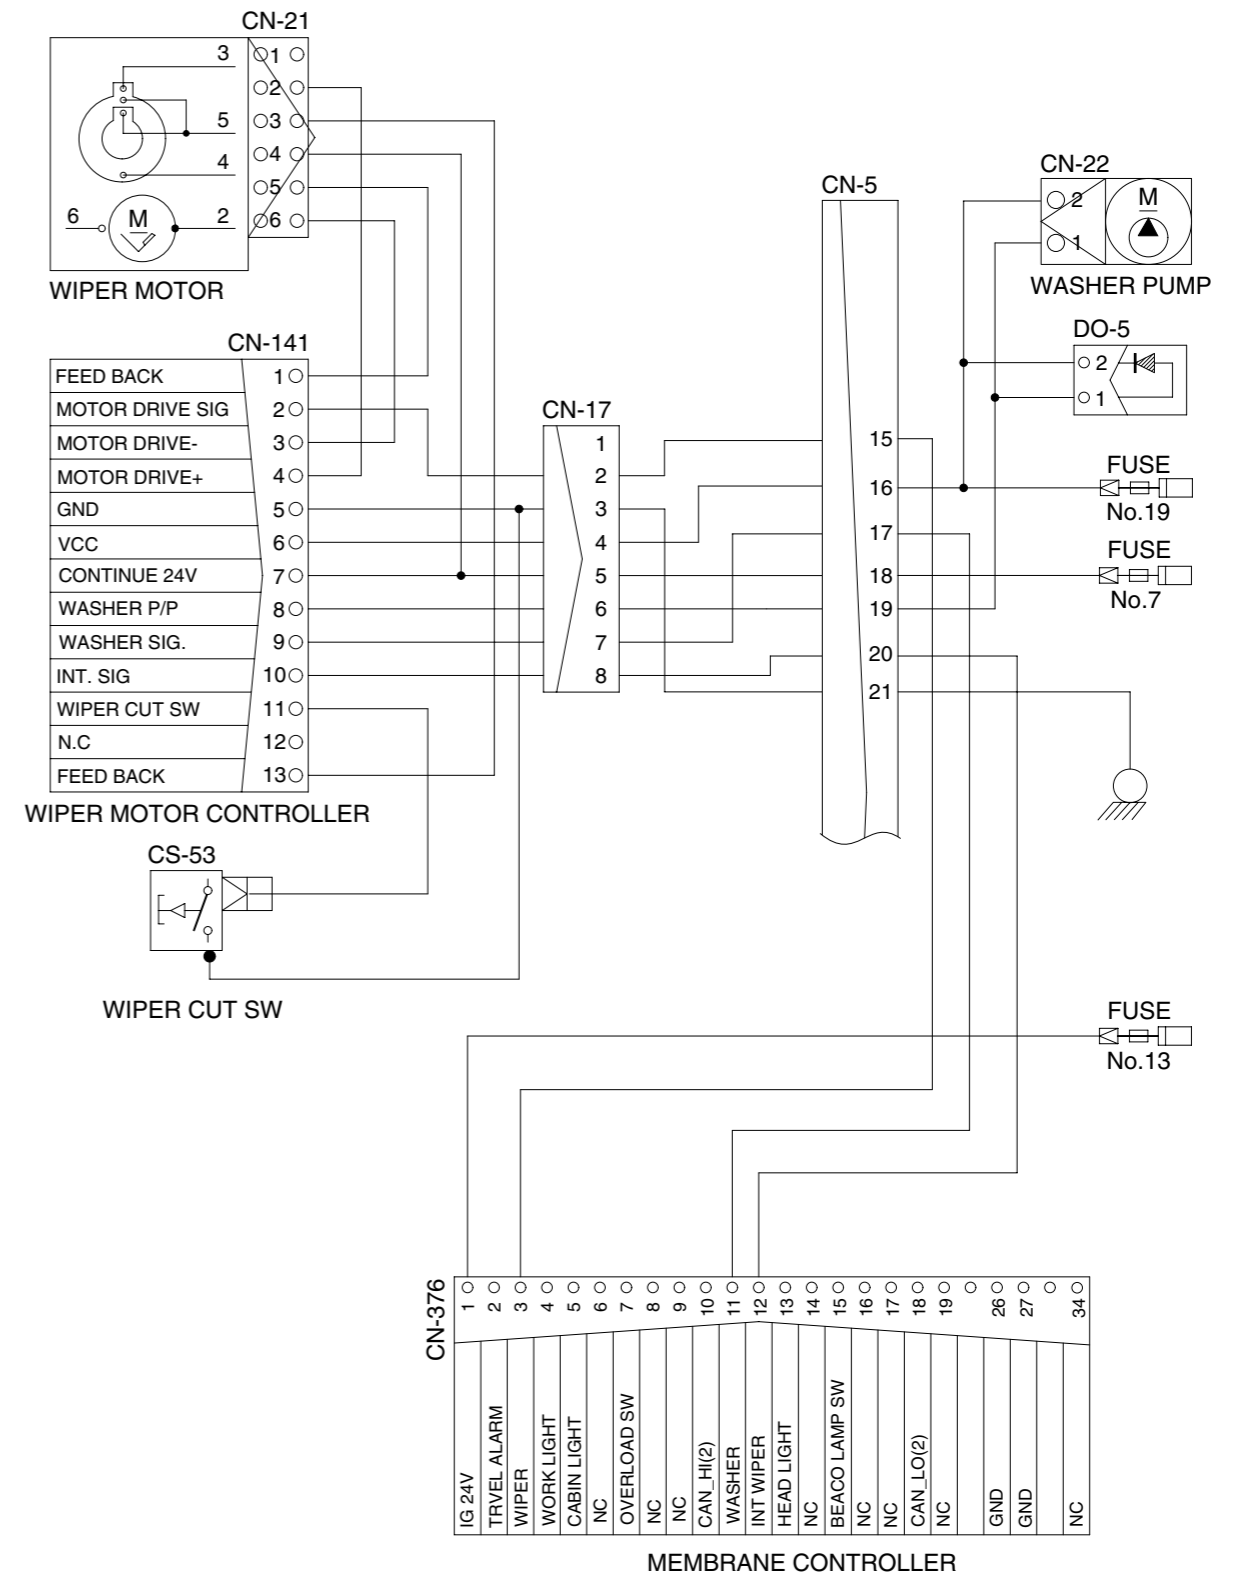 CN-21
3
1
2
5
3
4
4
5
6
M
2
6
WIPER MOTOR
CN-141
FEED BACK 1
MOTOR DRIVE SIG 2
MOTOR DRIVE- 3
MOTOR DRIVE+ 4
GND 5
VCC 6
CONTINUE 24V 7
WASHER P/P 8
WASHER SIG. 9
INT. SIG 10
WIPER CUT SW 11
N.C 12
FEED BACK 13
WIPER MOTOR CONTROLLER
CS-53
WIPER CUT SW
CN-17
1
2
3
4
5
6
7
8
CN-5
15
16
17
18
19
20
21
CN-22
2
M
1
WASHER PUMP
DO-5
2
1
FUSE
No.19
FUSE
No.7
FUSE
No.13
CN-376
1
2
3
4
5
6
7
8
9
10
11
12
13
14
15
16
17
18
19
26
27
34
IG 24V
TRVEL ALARM
WIPER
WORK LIGHT
CABIN LIGHT
NC
OVERLOAD SW
NC
NC
CAN_HI(2)
WASHER
INT WIPER
HEAD LIGHT
NC
BEACO LAMP SW
NC
NC
CAN_LO(2)
NC
GND
GND
NC
MEMBRANE CONTROLLER